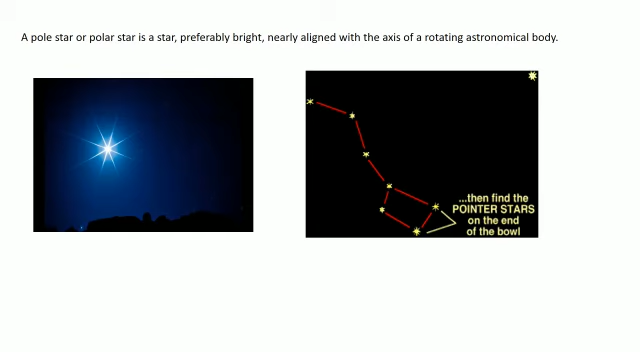 A pole star or polar star is a star, preferably bright, nearly aligned with the axis of a rotating astronomical body.
...then find the
POINTER STARS
on the end
of the bowl